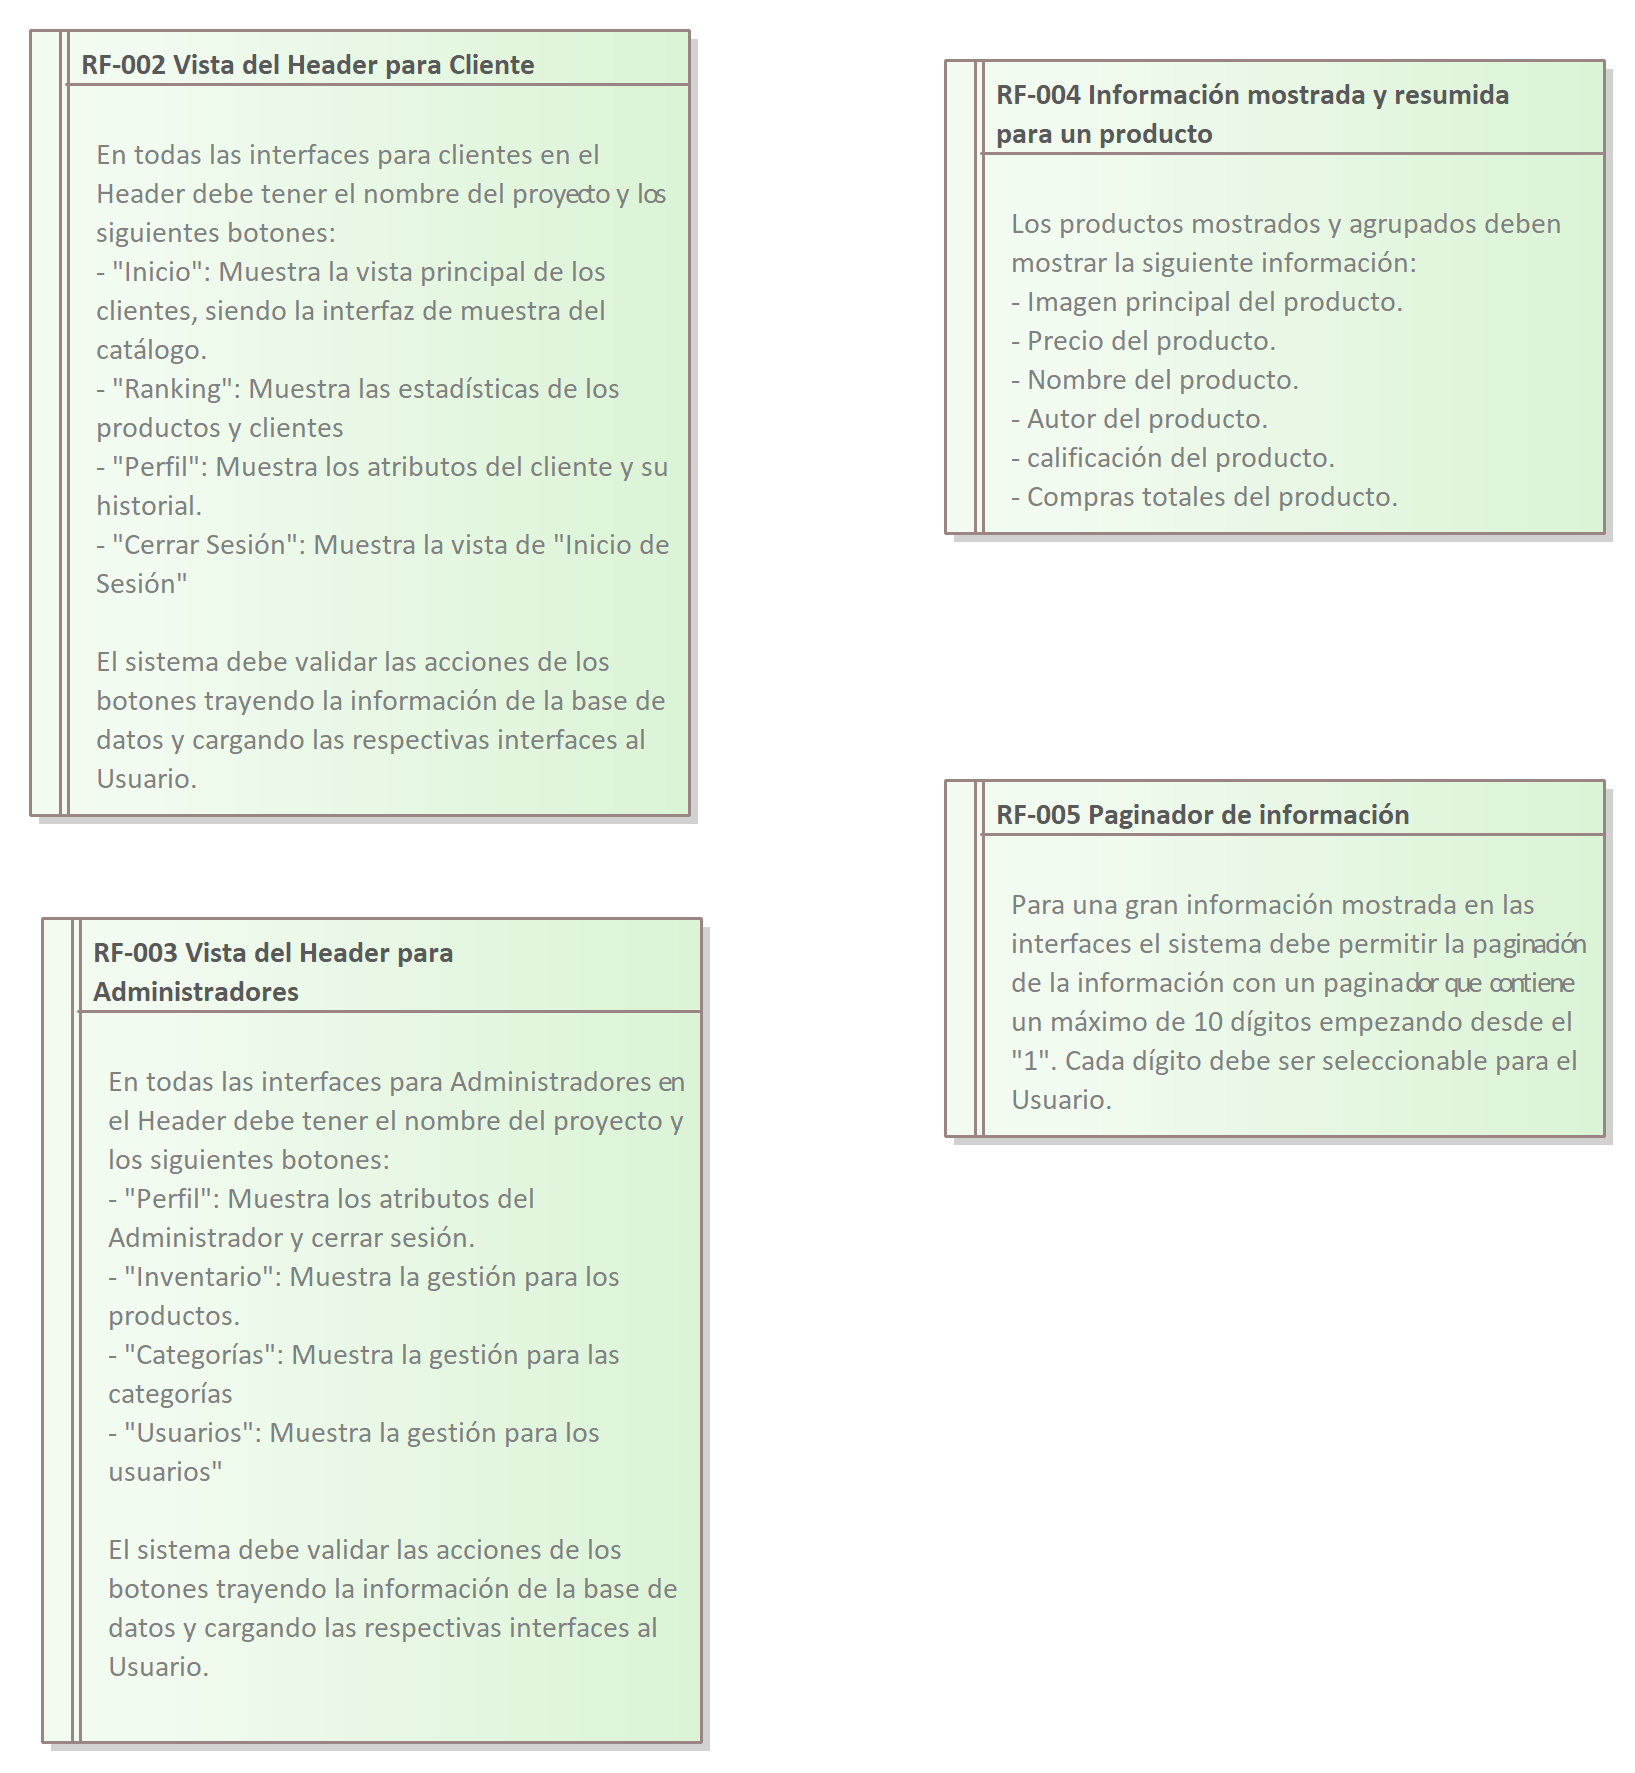 RF-002 Vista del Header para Cliente
En todas las interfaces para clientes en el
Header debe tener el nombre del proyecto y los
siguientes botones:
- "Inicio": Muestra la vista principal de los
clientes, siendo la interfaz de muestra del
catálogo.
- "Ranking": Muestra las estadísticas de los
productos y clientes
- "Perfil": Muestra los atributos del cliente y su
historial.
- "Cerrar Sesión": Muestra la vista de "Inicio de
Sesión"
El sistema debe validar las acciones de los
botones trayendo la información de la base de
datos y cargando las respectivas interfaces al
Usuario.
RF-003 Vista del Header para
Administradores
En todas las interfaces para Administradores en
el Header debe tener el nombre del proyecto y
los siguientes botones:
- "Perfil": Muestra los atributos del
Administrador y cerrar sesión.
- "Inventario": Muestra la gestión para los
productos.
- "Categorías": Muestra la gestión para las
categorías
- "Usuarios": Muestra la gestión para los
usuarios"
El sistema debe validar las acciones de los
botones trayendo la información de la base de
datos y cargando las respectivas interfaces al
Usuario.
RF-004 Información mostrada y resumida
para un producto
Los productos mostrados y agrupados deben
mostrar la siguiente información:
- Imagen principal del producto.
- Precio del producto.
- Nombre del producto.
- Autor del producto.
- calificación del producto.
- Compras totales del producto.
RF-005 Paginador de información
Para una gran información mostrada en las
interfaces el sistema debe permitir la paginación
de la información con un paginador que contiene
un máximo de 10 dígitos empezando desde el
"1". Cada dígito debe ser seleccionable para el
Usuario.